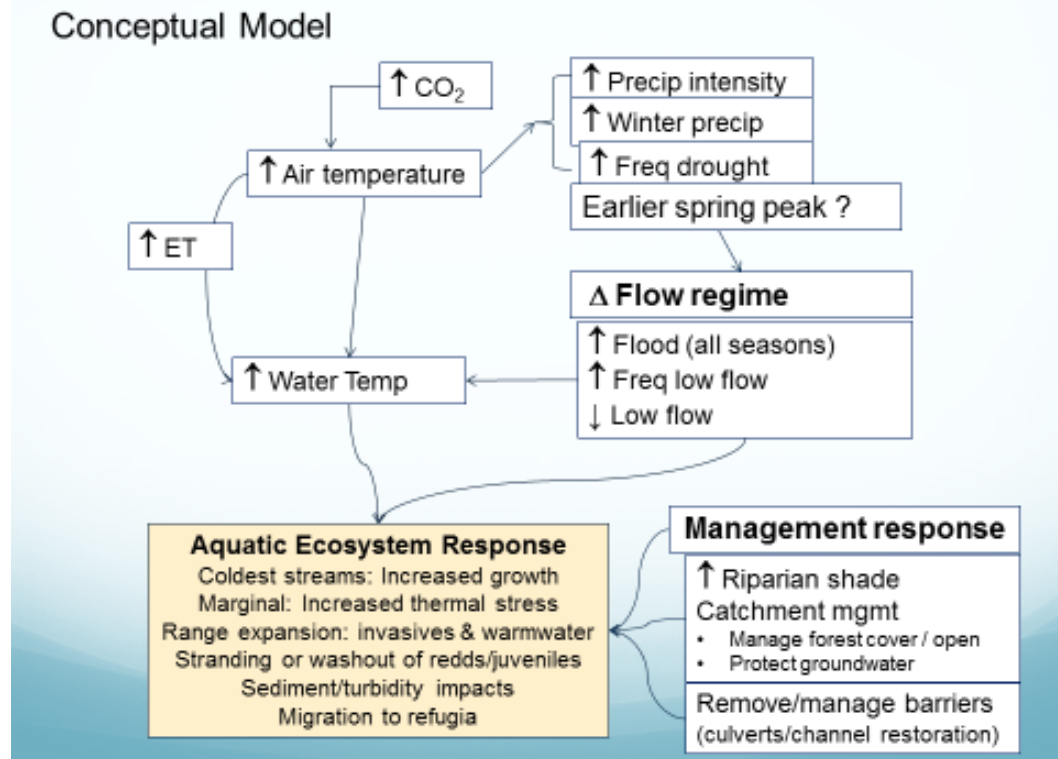 Conceptual Model
↑ CO₂
↑ Precip intensity
↑ Winter precip
↑ Freq drought
Earlier spring peak ?
↑ Air temperature
↑ ET
Δ Flow regime
↑ Flood (all seasons)
↑ Freq low flow
↓ Low flow
↑ Water Temp
Aquatic Ecosystem Response
Coldest streams: Increased growth
Marginal: Increased thermal stress
Range expansion: invasives & warmwater
Stranding or washout of redds/juveniles
Sediment/turbidity impacts
Migration to refugia
Management response
↑ Riparian shade
Catchment mgmt
• Manage forest cover / open
• Protect groundwater
Remove/manage barriers
(culverts/channel restoration)